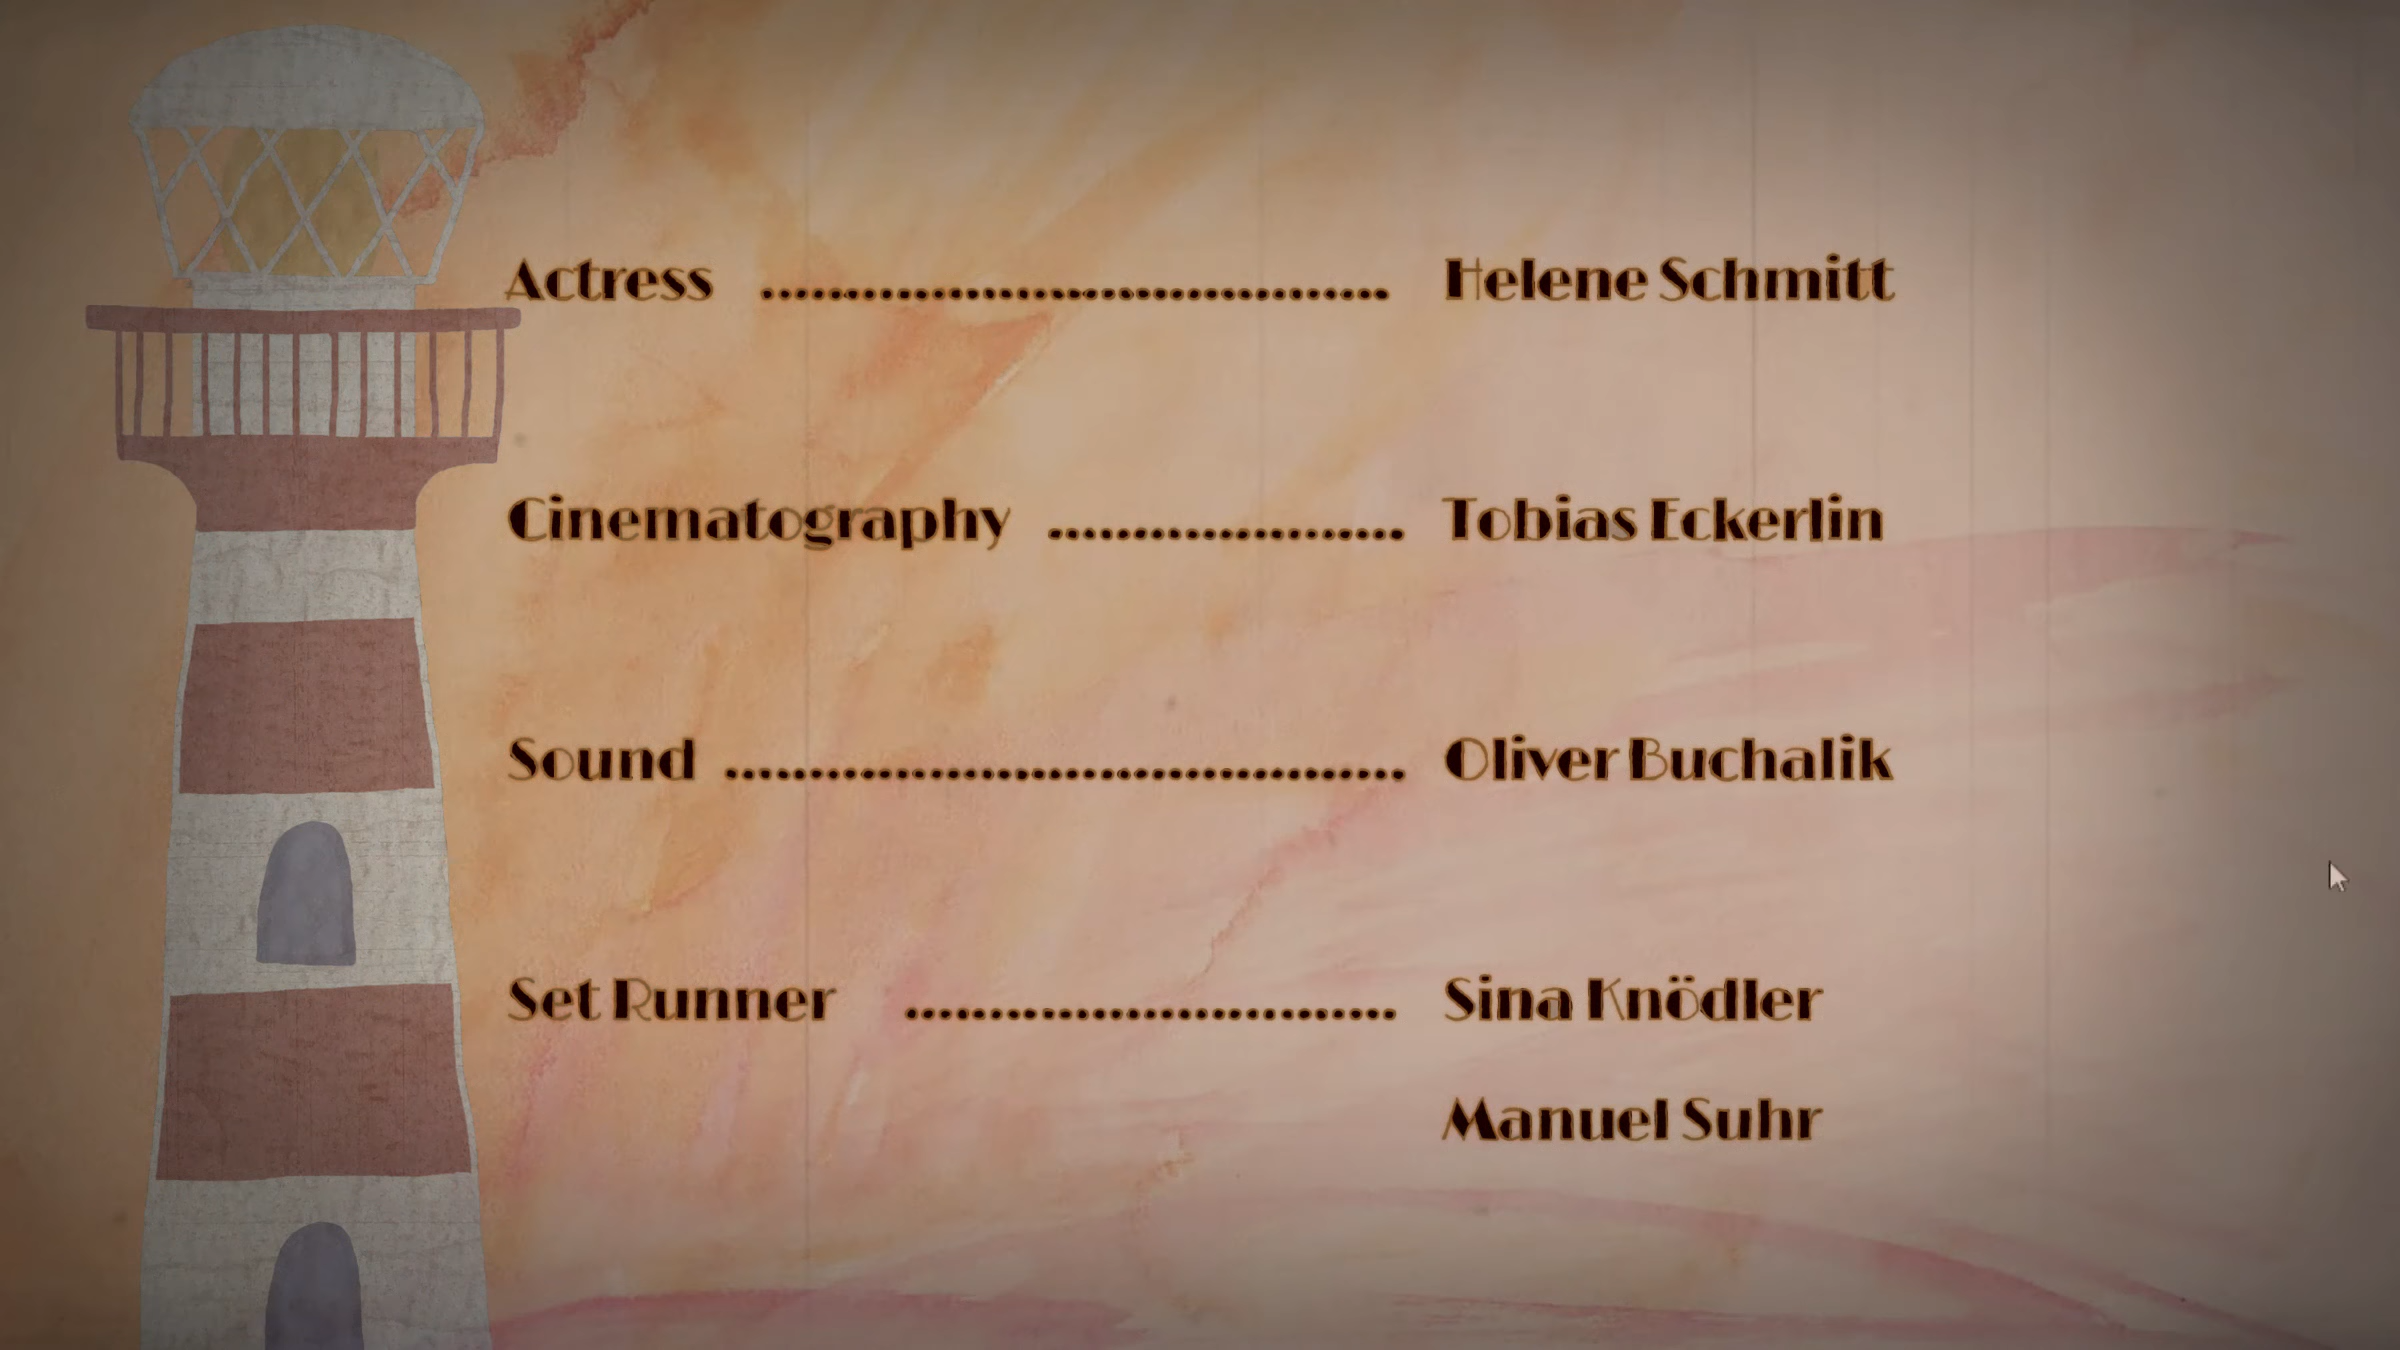 Actress ...................................... Helene Schmitt
Cinematography ..................... Tobias Eckerlin
Sound ......................................... Oliver Buchalik
Set Runner .............................. Sina Knödler
Manuel Suhr